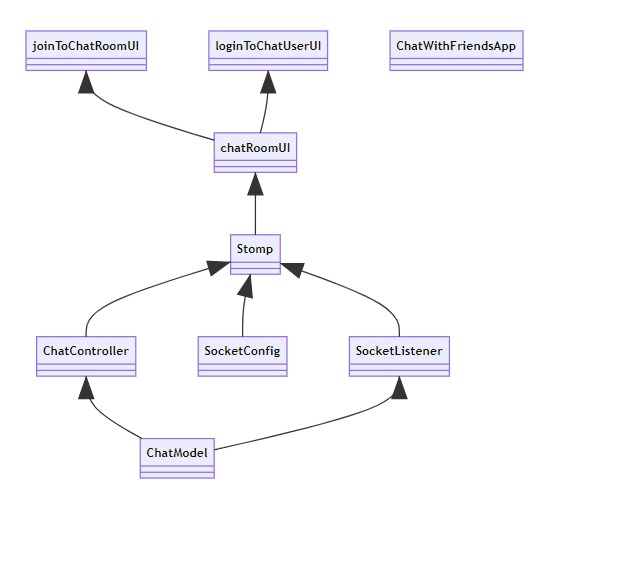 joinToChatRoomUI
loginToChatUserUI
ChatWithFriendsApp
chatRoomUI
Stomp
ChatController
SocketConfig
SocketListener
ChatModel